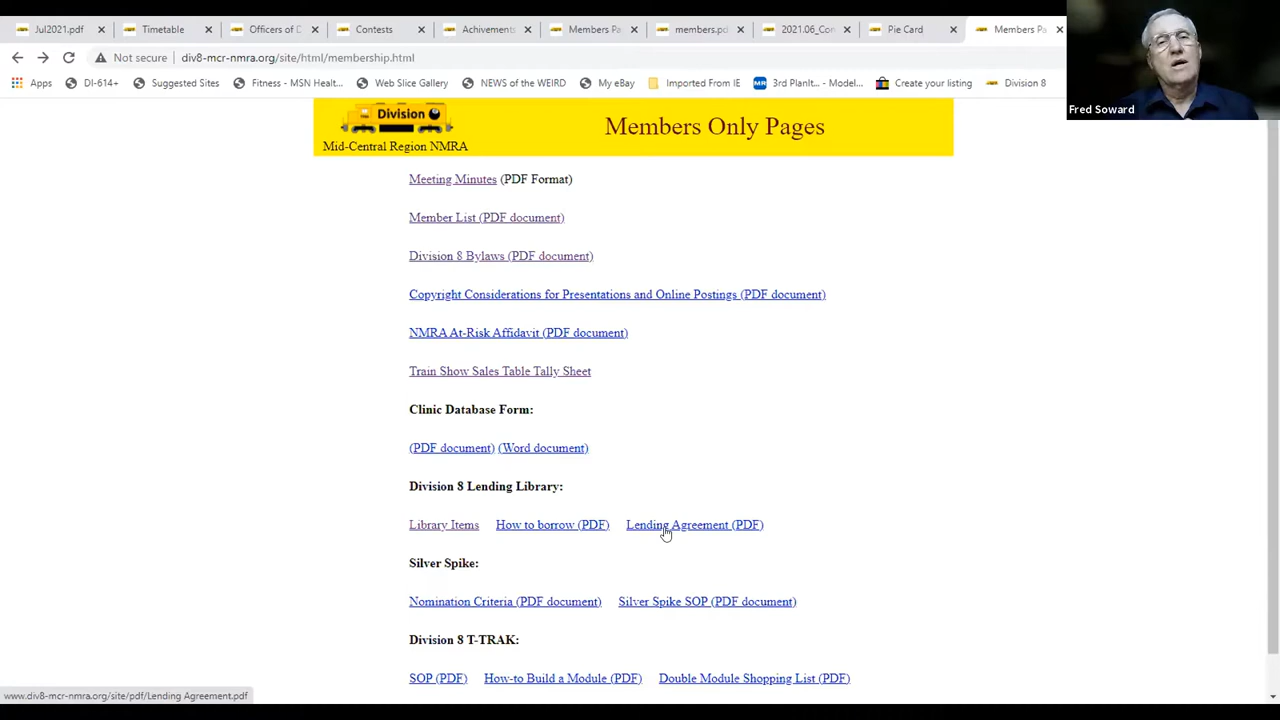 Jul2021.pdf Timetable Officers of D Contests Achivements Members Pa members.pd 2021.06_Com Pie Card Members Pa
Not secure div8-mcr-nmra.org/site/html/membership.html
Apps DI-614+ Suggested Sites Fitness - MSN Healt... Web Slice Gallery NEWS of the WEIRD My eBay Imported From IE MR 3rd PlanIt - Model... Create your listing Division 8
Fred Soward
Division 8
Mid-Central Region NMRA
Members Only Pages
Meeting Minutes (PDF Format)
Member List (PDF document)
Division 8 Bylaws (PDF document)
Copyright Considerations for Presentations and Online Postings (PDF document)
NMRA At-Risk Affidavit (PDF document)
Train Show Sales Table Tally Sheet
Clinic Database Form:
(PDF document) (Word document)
Division 8 Lending Library:
Library Items How to borrow (PDF) Lending Agreement (PDF)
Silver Spike:
Nomination Criteria (PDF document) Silver Spike SOP (PDF document)
Division 8 T-TRAK:
SOP (PDF) How-to Build a Module (PDF) Double Module Shopping List (PDF)
www.div8-mcr-nmra.org/site/pdf/Lending Agreement.pdf